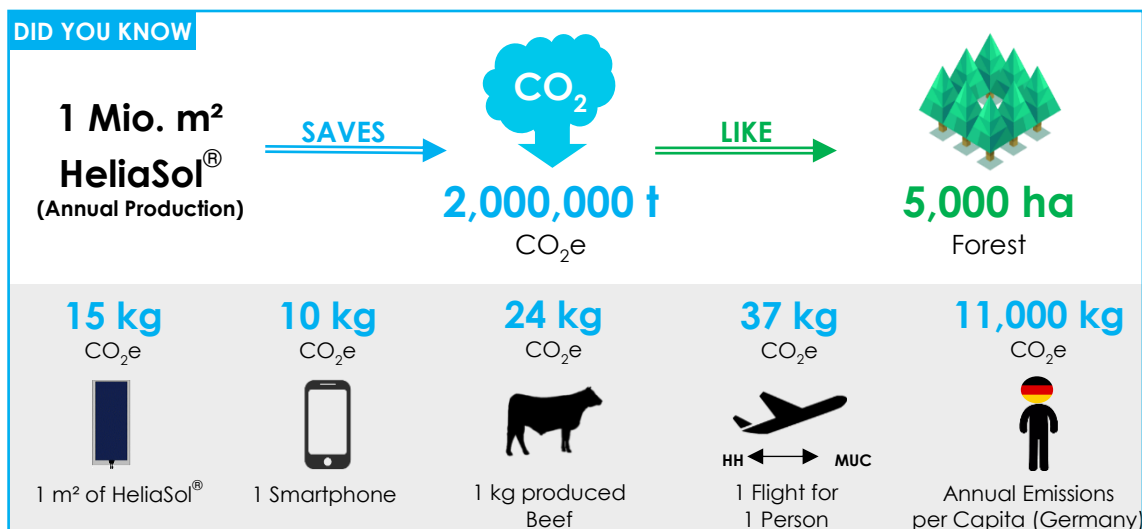 DID YOU KNOW
1 Mio. m²
HeliaSol®
(Annual Production)
SAVES
CO₂
2,000,000 t
CO₂e
LIKE
5,000 ha
Forest
15 kg
CO₂e
1 m² of HeliaSol®
10 kg
CO₂e
1 Smartphone
24 kg
CO₂e
1 kg produced
Beef
37 kg
CO₂e
HH MUC
1 Flight for
1 Person
11,000 kg
CO₂e
Annual Emissions
per Capita (Germany)